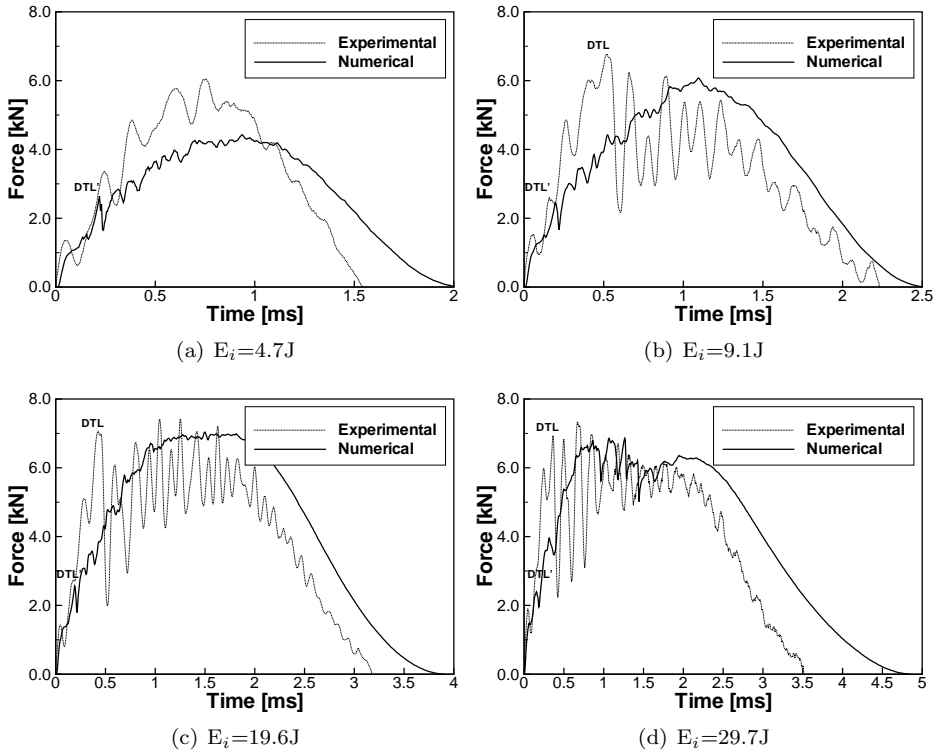 8.0
6.0
4.0
2.0
0.0
Force [kN]
0
0.5
1
1.5
2
Time [ms]
Experimental
Numerical
DTL'
(a) E_i=4.7J
8.0
6.0
4.0
2.0
0.0
Force [kN]
0
0.5
1
1.5
2
2.5
Time [ms]
Experimental
Numerical
DTL
DTL'
(b) E_i=9.1J
8.0
6.0
4.0
2.0
0.0
Force [kN]
0
0.5
1
1.5
2
2.5
3
3.5
4
Time [ms]
Experimental
Numerical
DTL
DTL'
(c) E_i=19.6J
8.0
6.0
4.0
2.0
0.0
Force [kN]
0
0.5
1
1.5
2
2.5
3
3.5
4
4.5
5
Time [ms]
Experimental
Numerical
DTL
DTL'
(d) E_i=29.7J